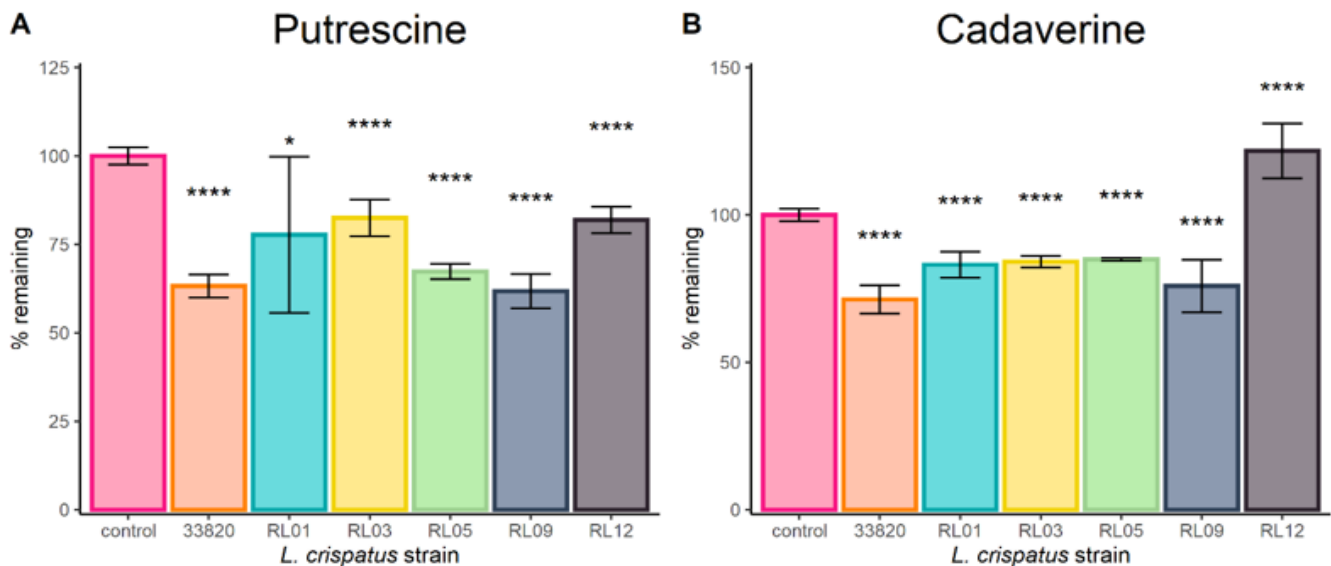 A
Putrescine
% remaining
125
100
75
50
25
0
****
*
****
****
****
****
control 33820 RL01 RL03 RL05 RL09 RL12
L. crispatus strain
B
Cadaverine
% remaining
150
100
50
0
****
****
****
****
****
****
control 33820 RL01 RL03 RL05 RL09 RL12
L. crispatus strain